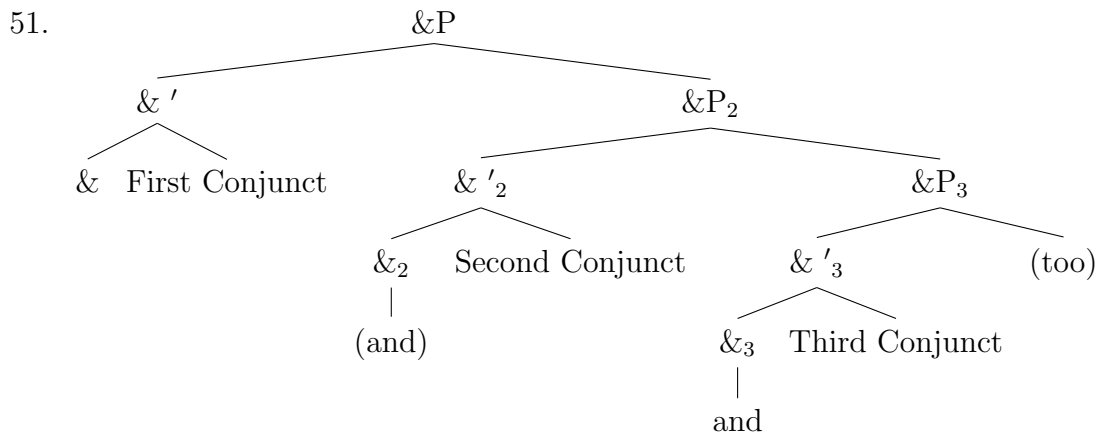 51. &P
& ′ &P₂
& First Conjunct & ′₂ &P₃
&₂ Second Conjunct & ′₃ (too)
(and) &₃ Third Conjunct
and